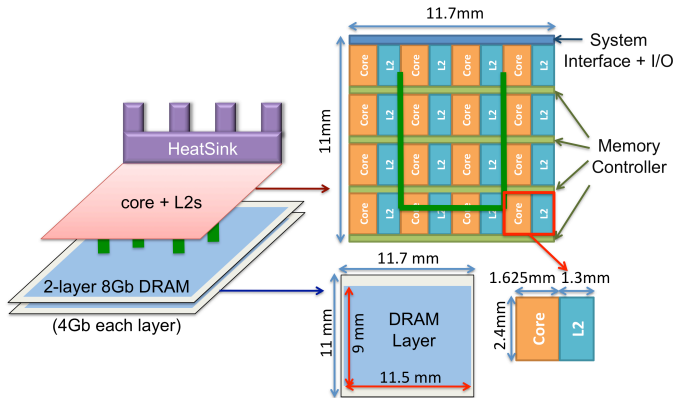 11.7mm
System
Interface + I/O
Core L2 Core L2 Core L2 Core L2
Core L2 Core L2 Core L2 Core L2
Core L2 Core L2 Core L2 Core L2
Core L2 Core L2 Core L2 Core L2
11mm
Memory
Controller
HeatSink
core + L2s
2-layer 8Gb DRAM
(4Gb each layer)
11.7 mm
11 mm
9 mm
DRAM
Layer
11.5 mm
1.625mm 1.3mm
2.4mm
Core L2